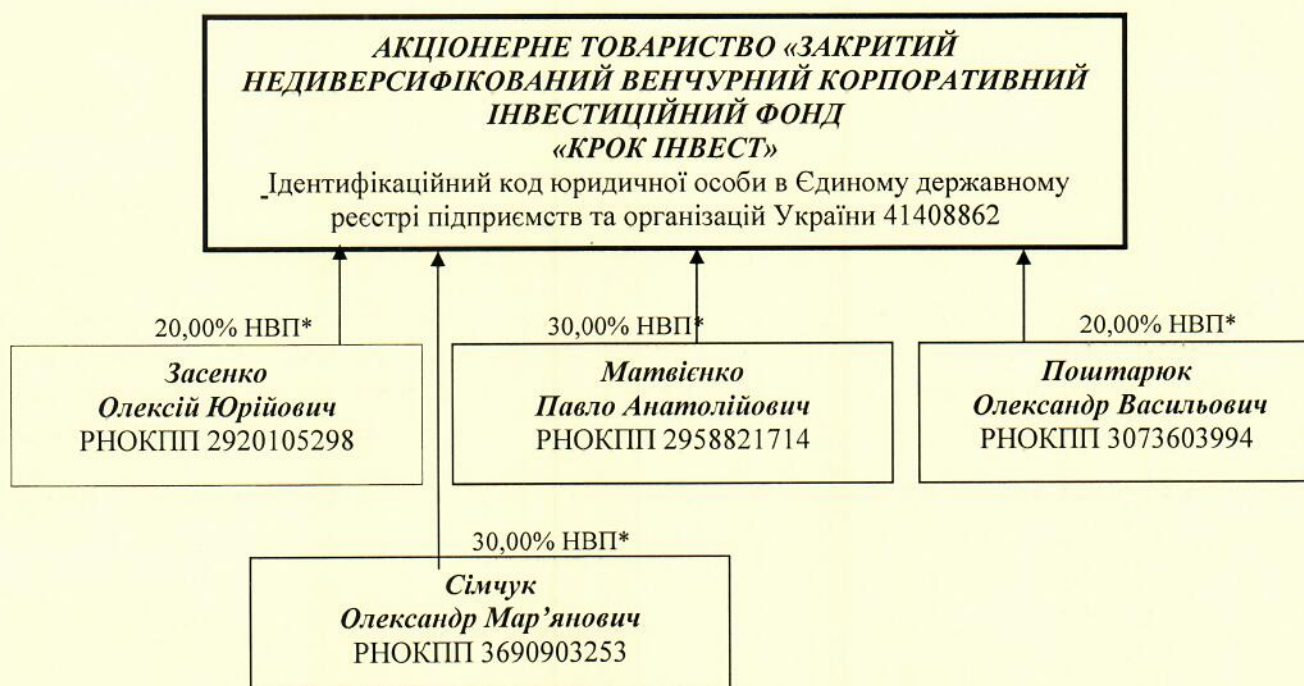 АКЦІОНЕРНЕ ТОВАРИСТВО «ЗАКРИТИЙ
НЕДИВЕРСИФІКОВАНИЙ ВЕНЧУРНИЙ КОРПОРАТИВНИЙ
ІНВЕСТИЦІЙНИЙ ФОНД
«КРОК ІНВЕСТ»
Ідентифікаційний код юридичної особи в Єдиному державному
реєстрі підприємств та організацій України 41408862
20,00% НВП*
30,00% НВП*
20,00% НВП*
Засенко
Олексій Юрійович
РНОКПП 2920105298
Матвієнко
Павло Анатолійович
РНОКПП 2958821714
Поштарюк
Олександр Васильович
РНОКПП 3073603994
30,00% НВП*
Сімчук
Олександр Мар’янович
РНОКПП 3690903253